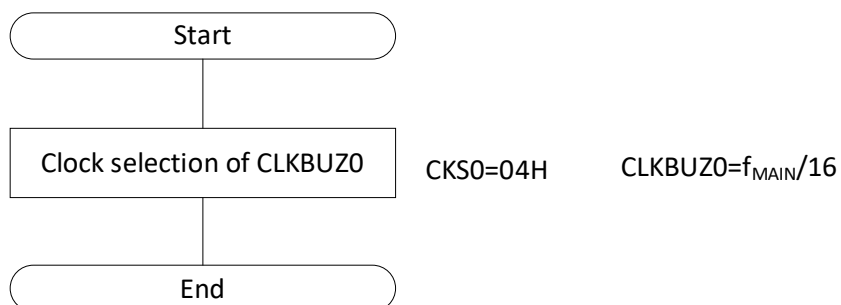 Start
Clock selection of CLKBUZ0 CKS0=04H CLKBUZ0=fMAIN/16
End